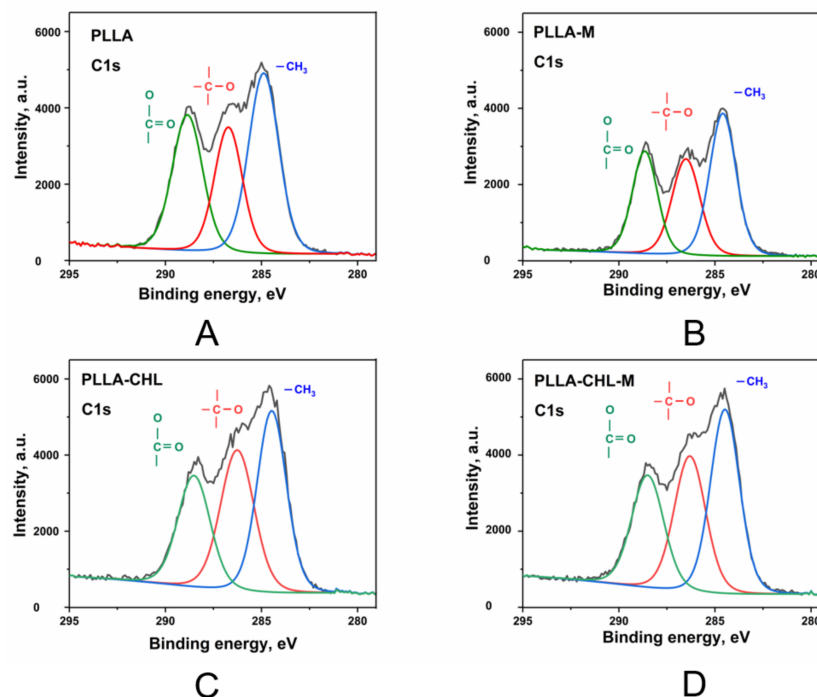 PLLA
C1s
O
C=O
—C—O
—CH₃
6000
4000
2000
0
Intensity, a.u.
295
290
285
280
Binding energy, eV
A
PLLA-M
C1s
O
C=O
—C—O
—CH₃
6000
4000
2000
0
Intensity, a.u.
295
290
285
280
Binding energy, eV
B
PLLA-CHL
C1s
O
C=O
—C—O
—CH₃
6000
4000
2000
0
Intensity, a.u.
295
290
285
280
Binding energy, eV
C
PLLA-CHL-M
C1s
O
C=O
—C—O
—CH₃
6000
4000
2000
0
Intensity, a.u.
295
290
285
280
Binding energy, eV
D